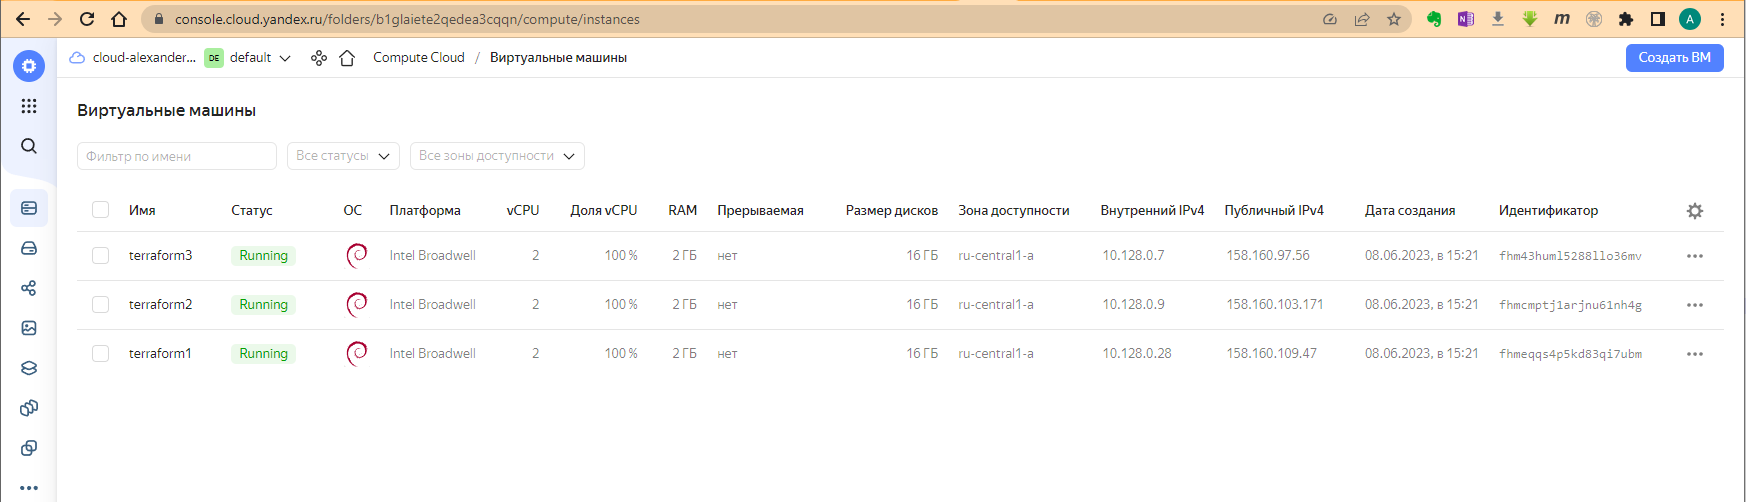 console.cloud.yandex.ru/folders/b1glaiete2qedea3cqqn/compute/instances
A
cloud-alexander... DE default Compute Cloud / Виртуальные машины Создать ВМ
Виртуальные машины
Фильтр по имени Все статусы Все зоны доступности
Имя Статус ОС Платформа vCPU Доля vCPU RAM Прерываемая Размер дисков Зона доступности Внутренний IPv4 Публичный IPv4 Дата создания Идентификатор
terraform3 Running Intel Broadwell 2 100 % 2 ГБ нет 16 ГБ ru-central1-a 10.128.0.7 158.160.97.56 08.06.2023, в 15:21 fhm43huml5288llo36mv
terraform2 Running Intel Broadwell 2 100 % 2 ГБ нет 16 ГБ ru-central1-a 10.128.0.9 158.160.103.171 08.06.2023, в 15:21 fhmcmptj1arjnu61nh4g
terraform1 Running Intel Broadwell 2 100 % 2 ГБ нет 16 ГБ ru-central1-a 10.128.0.28 158.160.109.47 08.06.2023, в 15:21 fhmeqqs4p5kd83qi7ubm